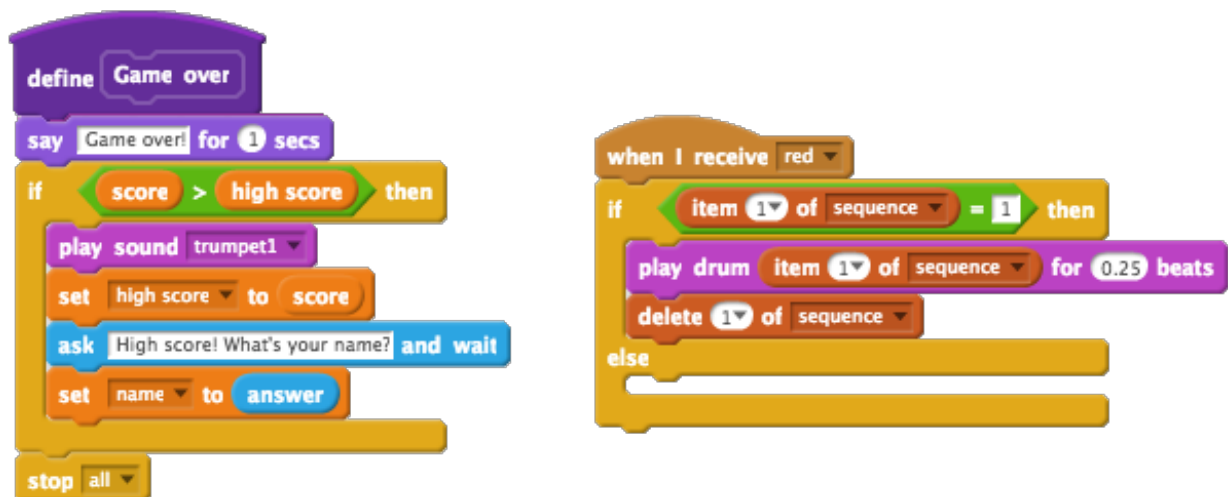 define Game over
say Game over! for 1 secs
if score > high score then
play sound trumpet1
set high score to score
ask High score! What's your name? and wait
set name to answer
stop all
when I receive red
if item 1 of sequence = 1 then
play drum item 1 of sequence for 0.25 beats
delete 1 of sequence
else